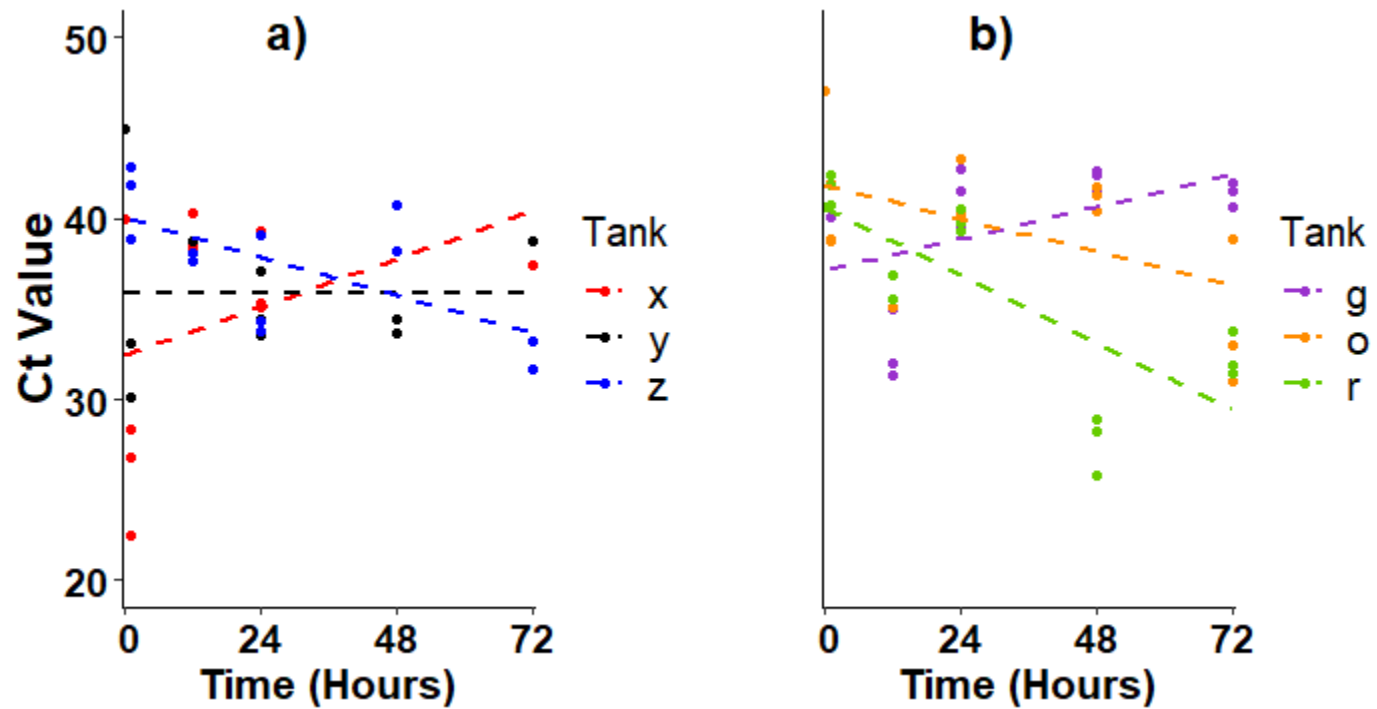 a)
b)
Ct Value
50
40
30
20
0 24 48 72
Time (Hours)
Tank
x
y
z
0 24 48 72
Time (Hours)
Tank
g
o
r